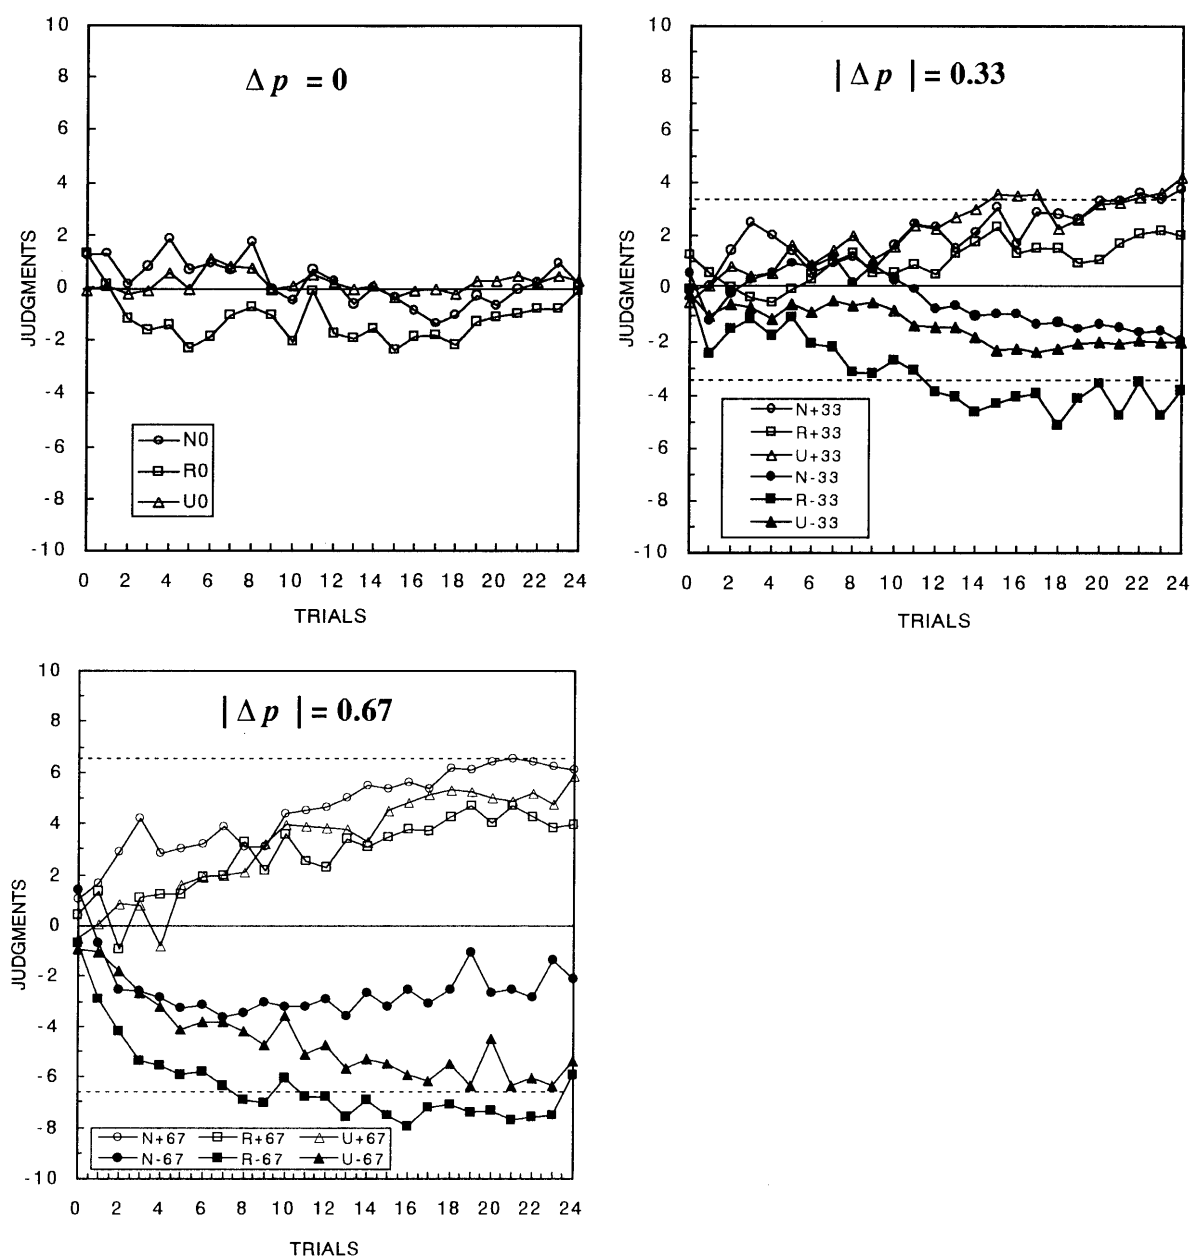 Δp = 0
10
8
6
4
2
0
-2
-4
-6
-8
-10
JUDGMENTS
N0
R0
U0
0 2 4 6 8 10 12 14 16 18 20 22 24
TRIALS
|Δp| = 0.33
10
8
6
4
2
0
-2
-4
-6
-8
-10
JUDGMENTS
N+33
R+33
U+33
N-33
R-33
U-33
0 2 4 6 8 10 12 14 16 18 20 22 24
TRIALS
|Δp| = 0.67
10
8
6
4
2
0
-2
-4
-6
-8
-10
JUDGMENTS
N+67 R+67 U+67
N-67 R-67 U-67
0 2 4 6 8 10 12 14 16 18 20 22 24
TRIALS